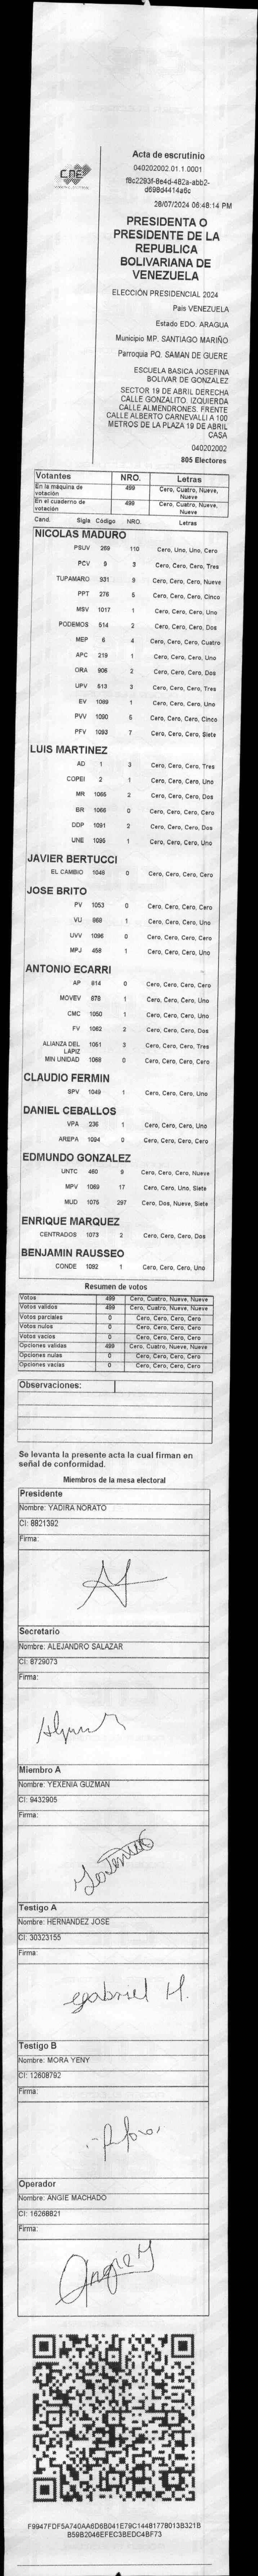 CNE
Acta de escrutinio
040202002.01.1.0001
f8c2293f-8e4d-482a-abb2-
d698d4414a6c
28/07/2024 06:48:14 PM
PRESIDENTA O
PRESIDENTE DE LA
REPUBLICA
BOLIVARIANA DE
VENEZUELA
ELECCIÓN PRESIDENCIAL 2024
Pais VENEZUELA
Estado EDO. ARAGUA
Municipio MP. SANTIAGO MARIÑO
Parroquia PQ. SAMAN DE GUERE
ESCUELA BASICA JOSEFINA
BOLIVAR DE GONZALEZ
SECTOR 19 DE ABRIL DERECHA
CALLE GONZALITO. IZQUIERDA
CALLE ALMENDRONES. FRENTE
CALLE ALBERTO CARNEVALLI A 100
METROS DE LA PLAZA 19 DE ABRIL
CASA
040202002
805 Electores
Votantes NRO. Letras
En la máquina de votación 499 Cero, Cuatro, Nueve, Nueve
En el cuaderno de votación 499 Cero, Cuatro, Nueve, Nueve
Cand. Sigla Código NRO. Letras
NICOLAS MADURO
PSUV 269 110 Cero, Uno, Uno, Cero
PCV 5 3 Cero, Cero, Cero, Tres
TUPAMARO 931 9 Cero, Cero, Cero, Nueve
PPT 276 5 Cero, Cero, Cero, Cinco
MSV 1017 1 Cero, Cero, Cero, Uno
PODEMOS 514 2 Cero, Cero, Cero, Dos
MEP 6 4 Cero, Cero, Cero, Cuatro
APC 219 1 Cero, Cero, Cero, Uno
ORA 906 2 Cero, Cero, Cero, Dos
UPV 513 3 Cero, Cero, Cero, Tres
EV 1089 1 Cero, Cero, Cero, Uno
PVV 1090 5 Cero, Cero, Cero, Cinco
PFV 1093 7 Cero, Cero, Cero, Siete
LUIS MARTINEZ
AD 1 3 Cero, Cero, Cero, Tres
COPEI 2 1 Cero, Cero, Cero, Uno
MR 1065 2 Cero, Cero, Cero, Dos
BR 1066 0 Cero, Cero, Cero, Cero
DDP 1091 2 Cero, Cero, Cero, Dos
UNE 1095 1 Cero, Cero, Cero, Uno
JAVIER BERTUCCI
EL CAMBIO 1048 0 Cero, Cero, Cero, Cero
JOSE BRITO
PV 1053 0 Cero, Cero, Cero, Cero
VU 969 1 Cero, Cero, Cero, Uno
UVV 1096 0 Cero, Cero, Cero, Cero
MPJ 458 1 Cero, Cero, Cero, Uno
ANTONIO ECARRI
AP 814 0 Cero, Cero, Cero, Cero
MOVEV 878 1 Cero, Cero, Cero, Uno
CMC 1050 1 Cero, Cero, Cero, Uno
FV 1062 2 Cero, Cero, Cero, Dos
ALIANZA DEL LAPIZ 1051 3 Cero, Cero, Cero, Tres
MIN UNIDAD 1068 0 Cero, Cero, Cero, Cero
CLAUDIO FERMIN
SPV 1049 1 Cero, Cero, Cero, Uno
DANIEL CEBALLOS
VPA 236 1 Cero, Cero, Cero, Uno
AREPA 1094 0 Cero, Cero, Cero, Cero
EDMUNDO GONZALEZ
UNTC 460 9 Cero, Cero, Cero, Nueve
MPV 1069 17 Cero, Cero, Uno, Siete
MUD 1075 297 Cero, Dos, Nueve, Siete
ENRIQUE MARQUEZ
CENTRADOS 1073 2 Cero, Cero, Cero, Dos
BENJAMIN RAUSSEO
CONDE 1092 1 Cero, Cero, Cero, Uno
Resumen de votos
Votos 499 Cero, Cuatro, Nueve, Nueve
Votos validos 499 Cero, Cuatro, Nueve, Nueve
Votos parciales 0 Cero, Cero, Cero, Cero
Votos nulos 0 Cero, Cero, Cero, Cero
Votos vacios 0 Cero, Cero, Cero, Cero
Opciones validas 499 Cero, Cuatro, Nueve, Nueve
Opciones nulas 0 Cero, Cero, Cero, Cero
Opciones vacias 0 Cero, Cero, Cero, Cero
Observaciones:
Se levanta la presente acta la cual firman en
señal de conformidad.
Miembros de la mesa electoral
Presidente
Nombre: YADIRA NORATO
CI: 8821392
Firma:
Secretario
Nombre: ALEJANDRO SALAZAR
CI: 8729073
Firma:
Miembro A
Nombre: YEXENIA GUZMAN
CI: 9432905
Firma:
Testigo A
Nombre: HERNANDEZ JOSE
CI: 30323155
Firma:
gabriel H.
Testigo B
Nombre: MORA YENY
CI: 12608792
Firma:
Operador
Nombre: ANGIE MACHADO
CI: 16268821
Firma:
Angie M
F9947FDF5A740AA6D6B041E79C14481778013B321B
B59B2046EFEC3BEDC4BF73